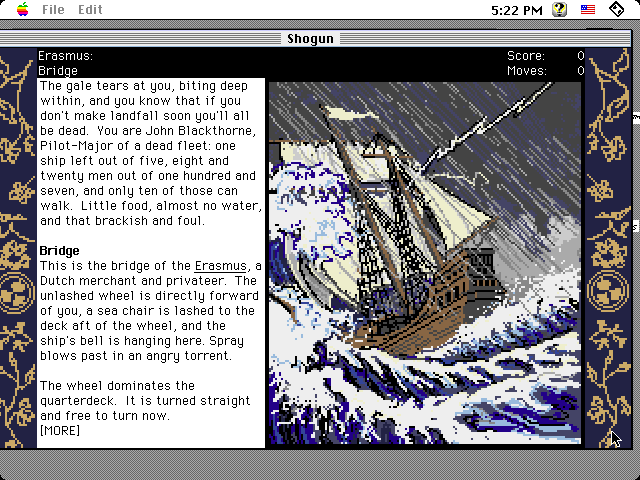 File Edit 5:22 PM
Shogun
Erasmus: Score: 0
Bridge Moves: 0
The gale tears at you, biting deep
within, and you know that if you
don't make landfall soon you'll all
be dead. You are John Blackthorne,
Pilot-Major of a dead fleet: one
ship left out of five, eight and
twenty men out of one hundred and
seven, and only ten of those can
walk. Little food, almost no water,
and that brackish and foul.
Bridge
This is the bridge of the Erasmus, a
Dutch merchant and privateer. The
unlashed wheel is directly forward
of you, a sea chair is lashed to the
deck aft of the wheel, and the
ship's bell is hanging here. Spray
blows past in an angry torrent.
The wheel dominates the
quarterdeck. It is turned straight
and free to turn now.
[MORE]